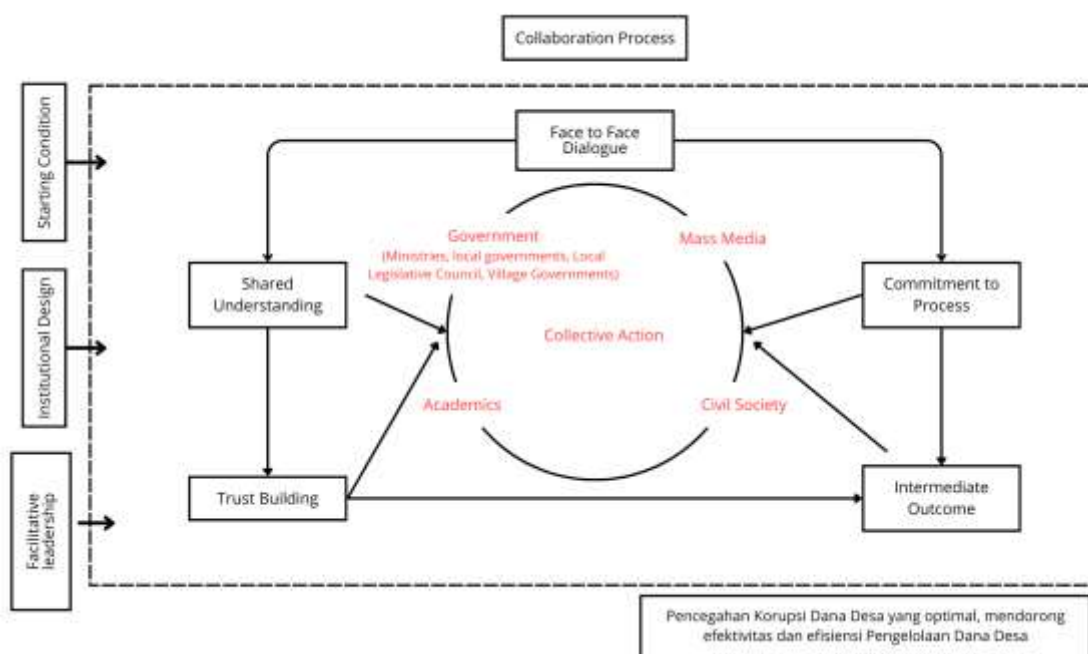 Collaboration Process
Starting Condition
Face to Face
Dialogue
Government
(Ministries, local governments, Local
Legislative Council, Village Governments)
Mass Media
Shared
Understanding
Commitment to
Process
Institutional Design
Collective Action
Academics
Civil Society
Trust Building
Intermediate
Outcome
Facilitative
leadership
Pencegahan Korupsi Dana Desa yang optimal, mendorong
efektivitas dan efisiensi Pengelolaan Dana Desa